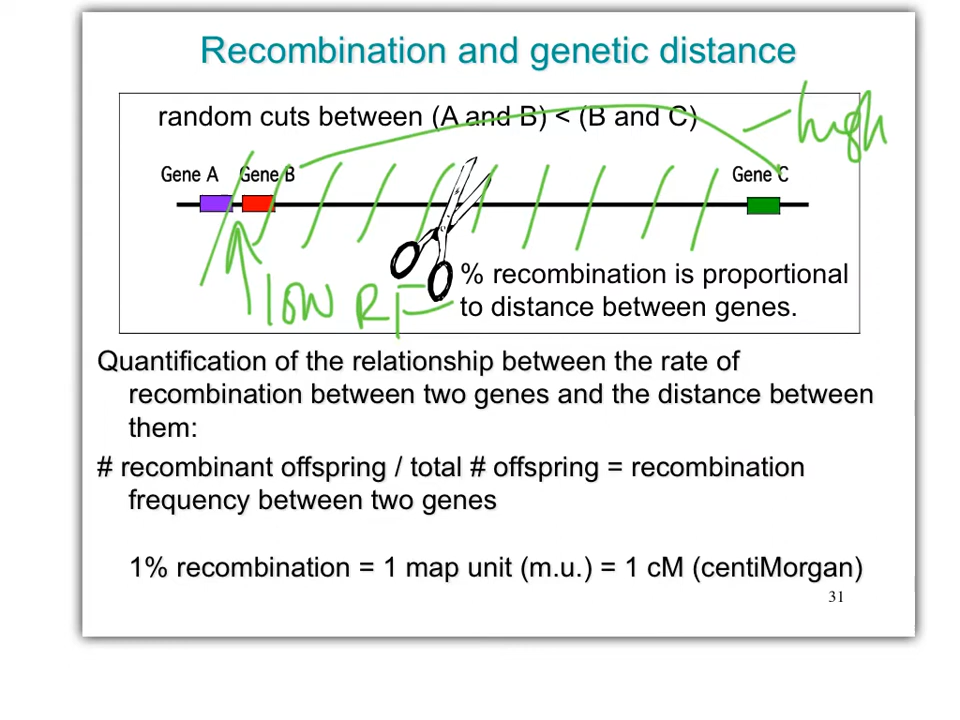 Recombination and genetic distance
random cuts between (A and B) < (B and C)
high
Gene A Gene B Gene C
low RF
% recombination is proportional
to distance between genes.
Quantification of the relationship between the rate of
recombination between two genes and the distance between
them:
# recombinant offspring / total # offspring = recombination
frequency between two genes
1% recombination = 1 map unit (m.u.) = 1 cM (centiMorgan)
31